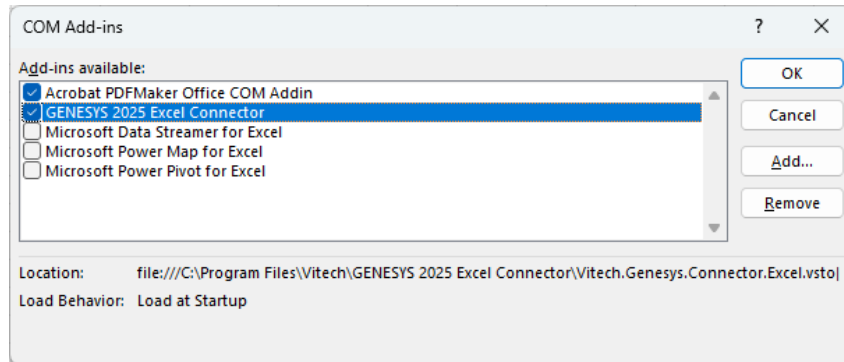 COM Add-ins ?
Add-ins available:
Acrobat PDFMaker Office COM Addin
GENESYS 2025 Excel Connector
Microsoft Data Streamer for Excel
Microsoft Power Map for Excel
Microsoft Power Pivot for Excel
OK
Cancel
Add...
Remove
Location: file:///C:\Program Files\Vitech\GENESYS 2025 Excel Connector\Vitech.Genesys.Connector.Excel.vsto|
Load Behavior: Load at Startup